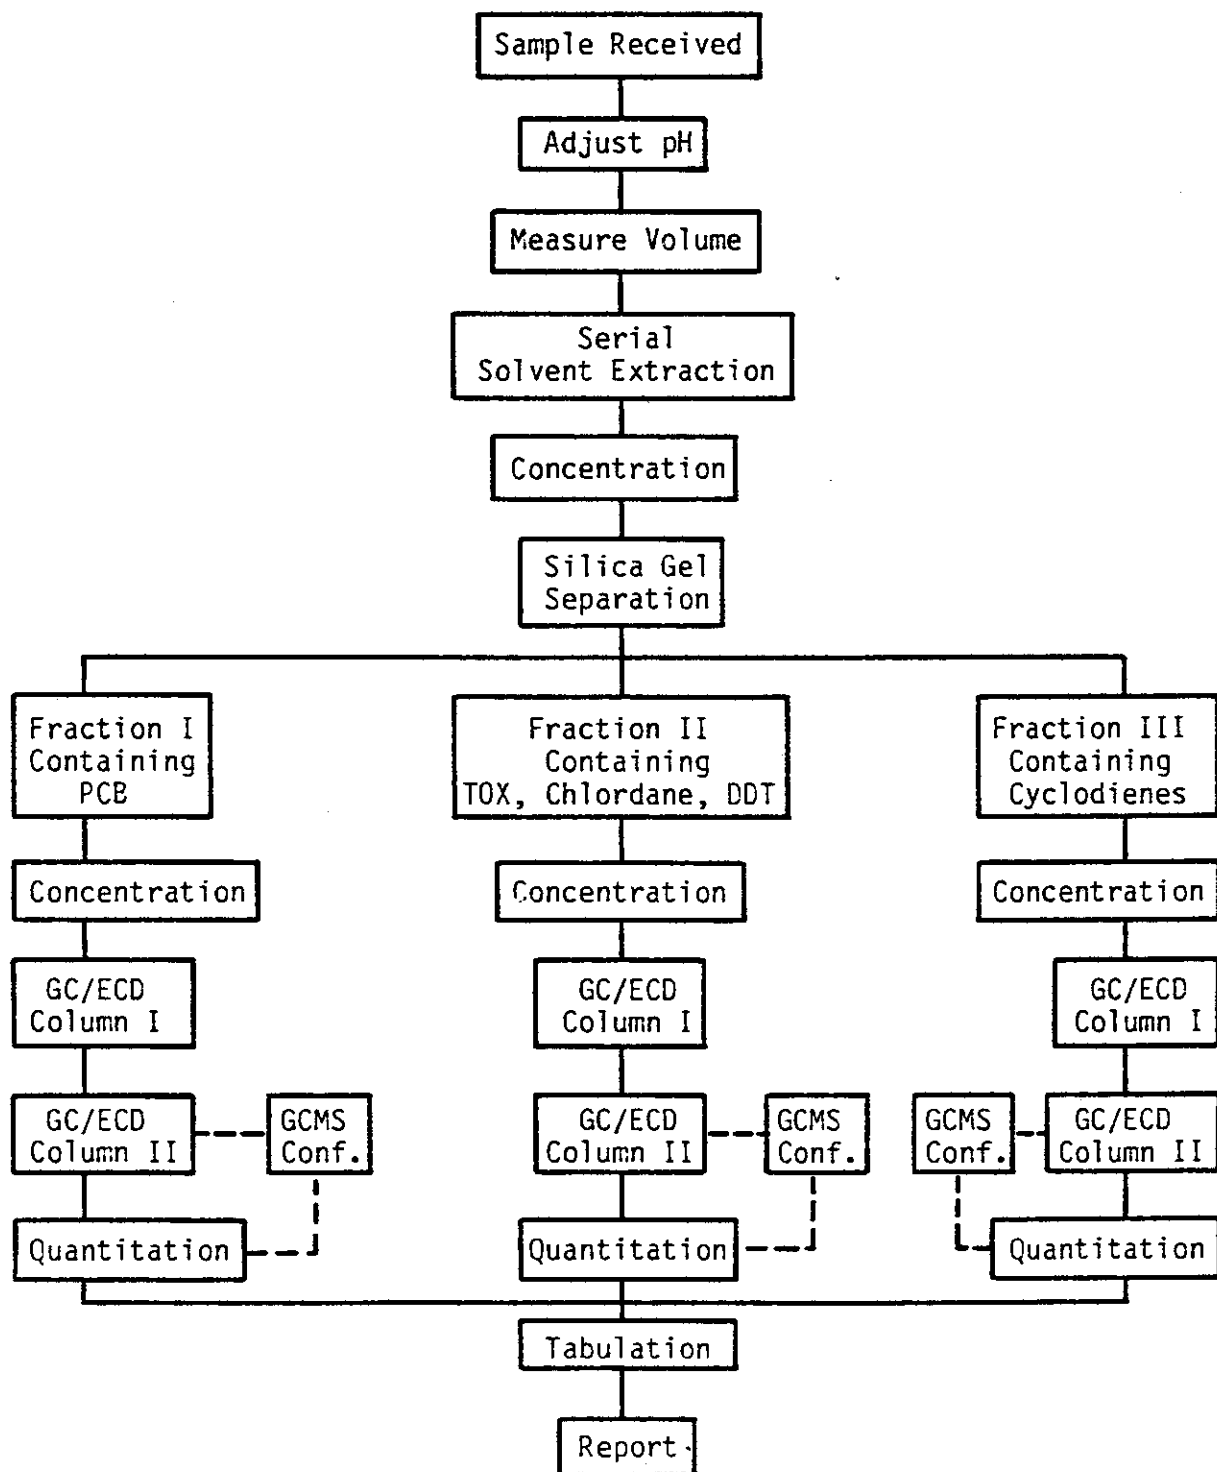 Sample Received
Adjust pH
Measure Volume
Serial
Solvent Extraction
Concentration
Silica Gel
Separation
Fraction I
Containing
PCB
Fraction II
Containing
TOX, Chlordane, DDT
Fraction III
Containing
Cyclodienes
Concentration
Concentration
Concentration
GC/ECD
Column I
GC/ECD
Column I
GC/ECD
Column I
GC/ECD
Column II
GCMS
Conf.
GC/ECD
Column II
GCMS
Conf.
GCMS
Conf.
GC/ECD
Column II
Quantitation
Quantitation
Quantitation
Tabulation
Report